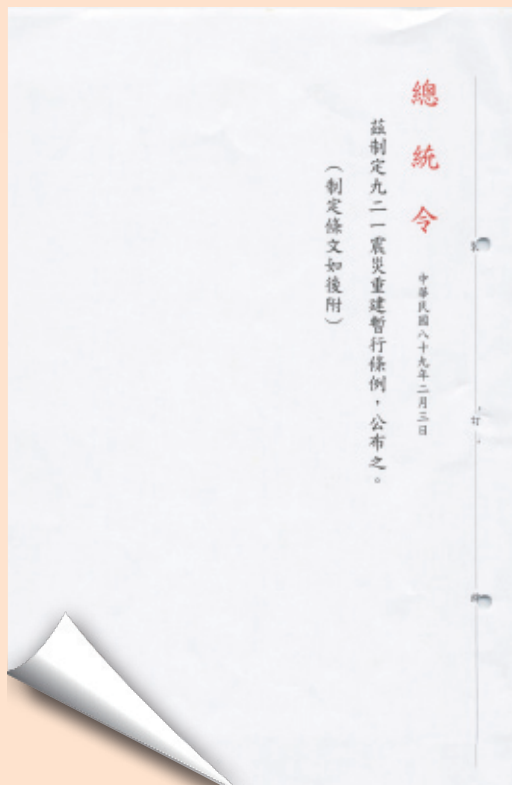 總統令
中華民國八十九年二月三日
茲制定九二一震災重建暫行條例，公布之。
（制定條文如後附）
訂